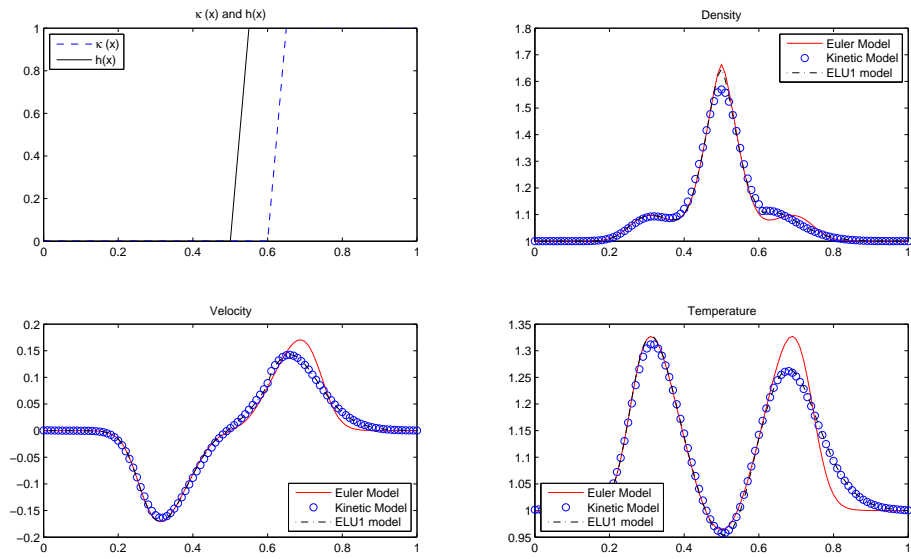 κ (x) and h(x)
1
0.8
0.6
0.4
0.2
0
0 0.2 0.4 0.6 0.8 1
κ (x)
h(x)
Density
1.8
1.7
1.6
1.5
1.4
1.3
1.2
1.1
1
0 0.2 0.4 0.6 0.8 1
Euler Model
Kinetic Model
ELU1 model
Velocity
0.2
0.15
0.1
0.05
0
−0.05
−0.1
−0.15
−0.2
0 0.2 0.4 0.6 0.8 1
Euler Model
Kinetic Model
ELU1 model
Temperature
1.35
1.3
1.25
1.2
1.15
1.1
1.05
1
0.95
0 0.2 0.4 0.6 0.8 1
Euler Model
Kinetic Model
ELU1 model